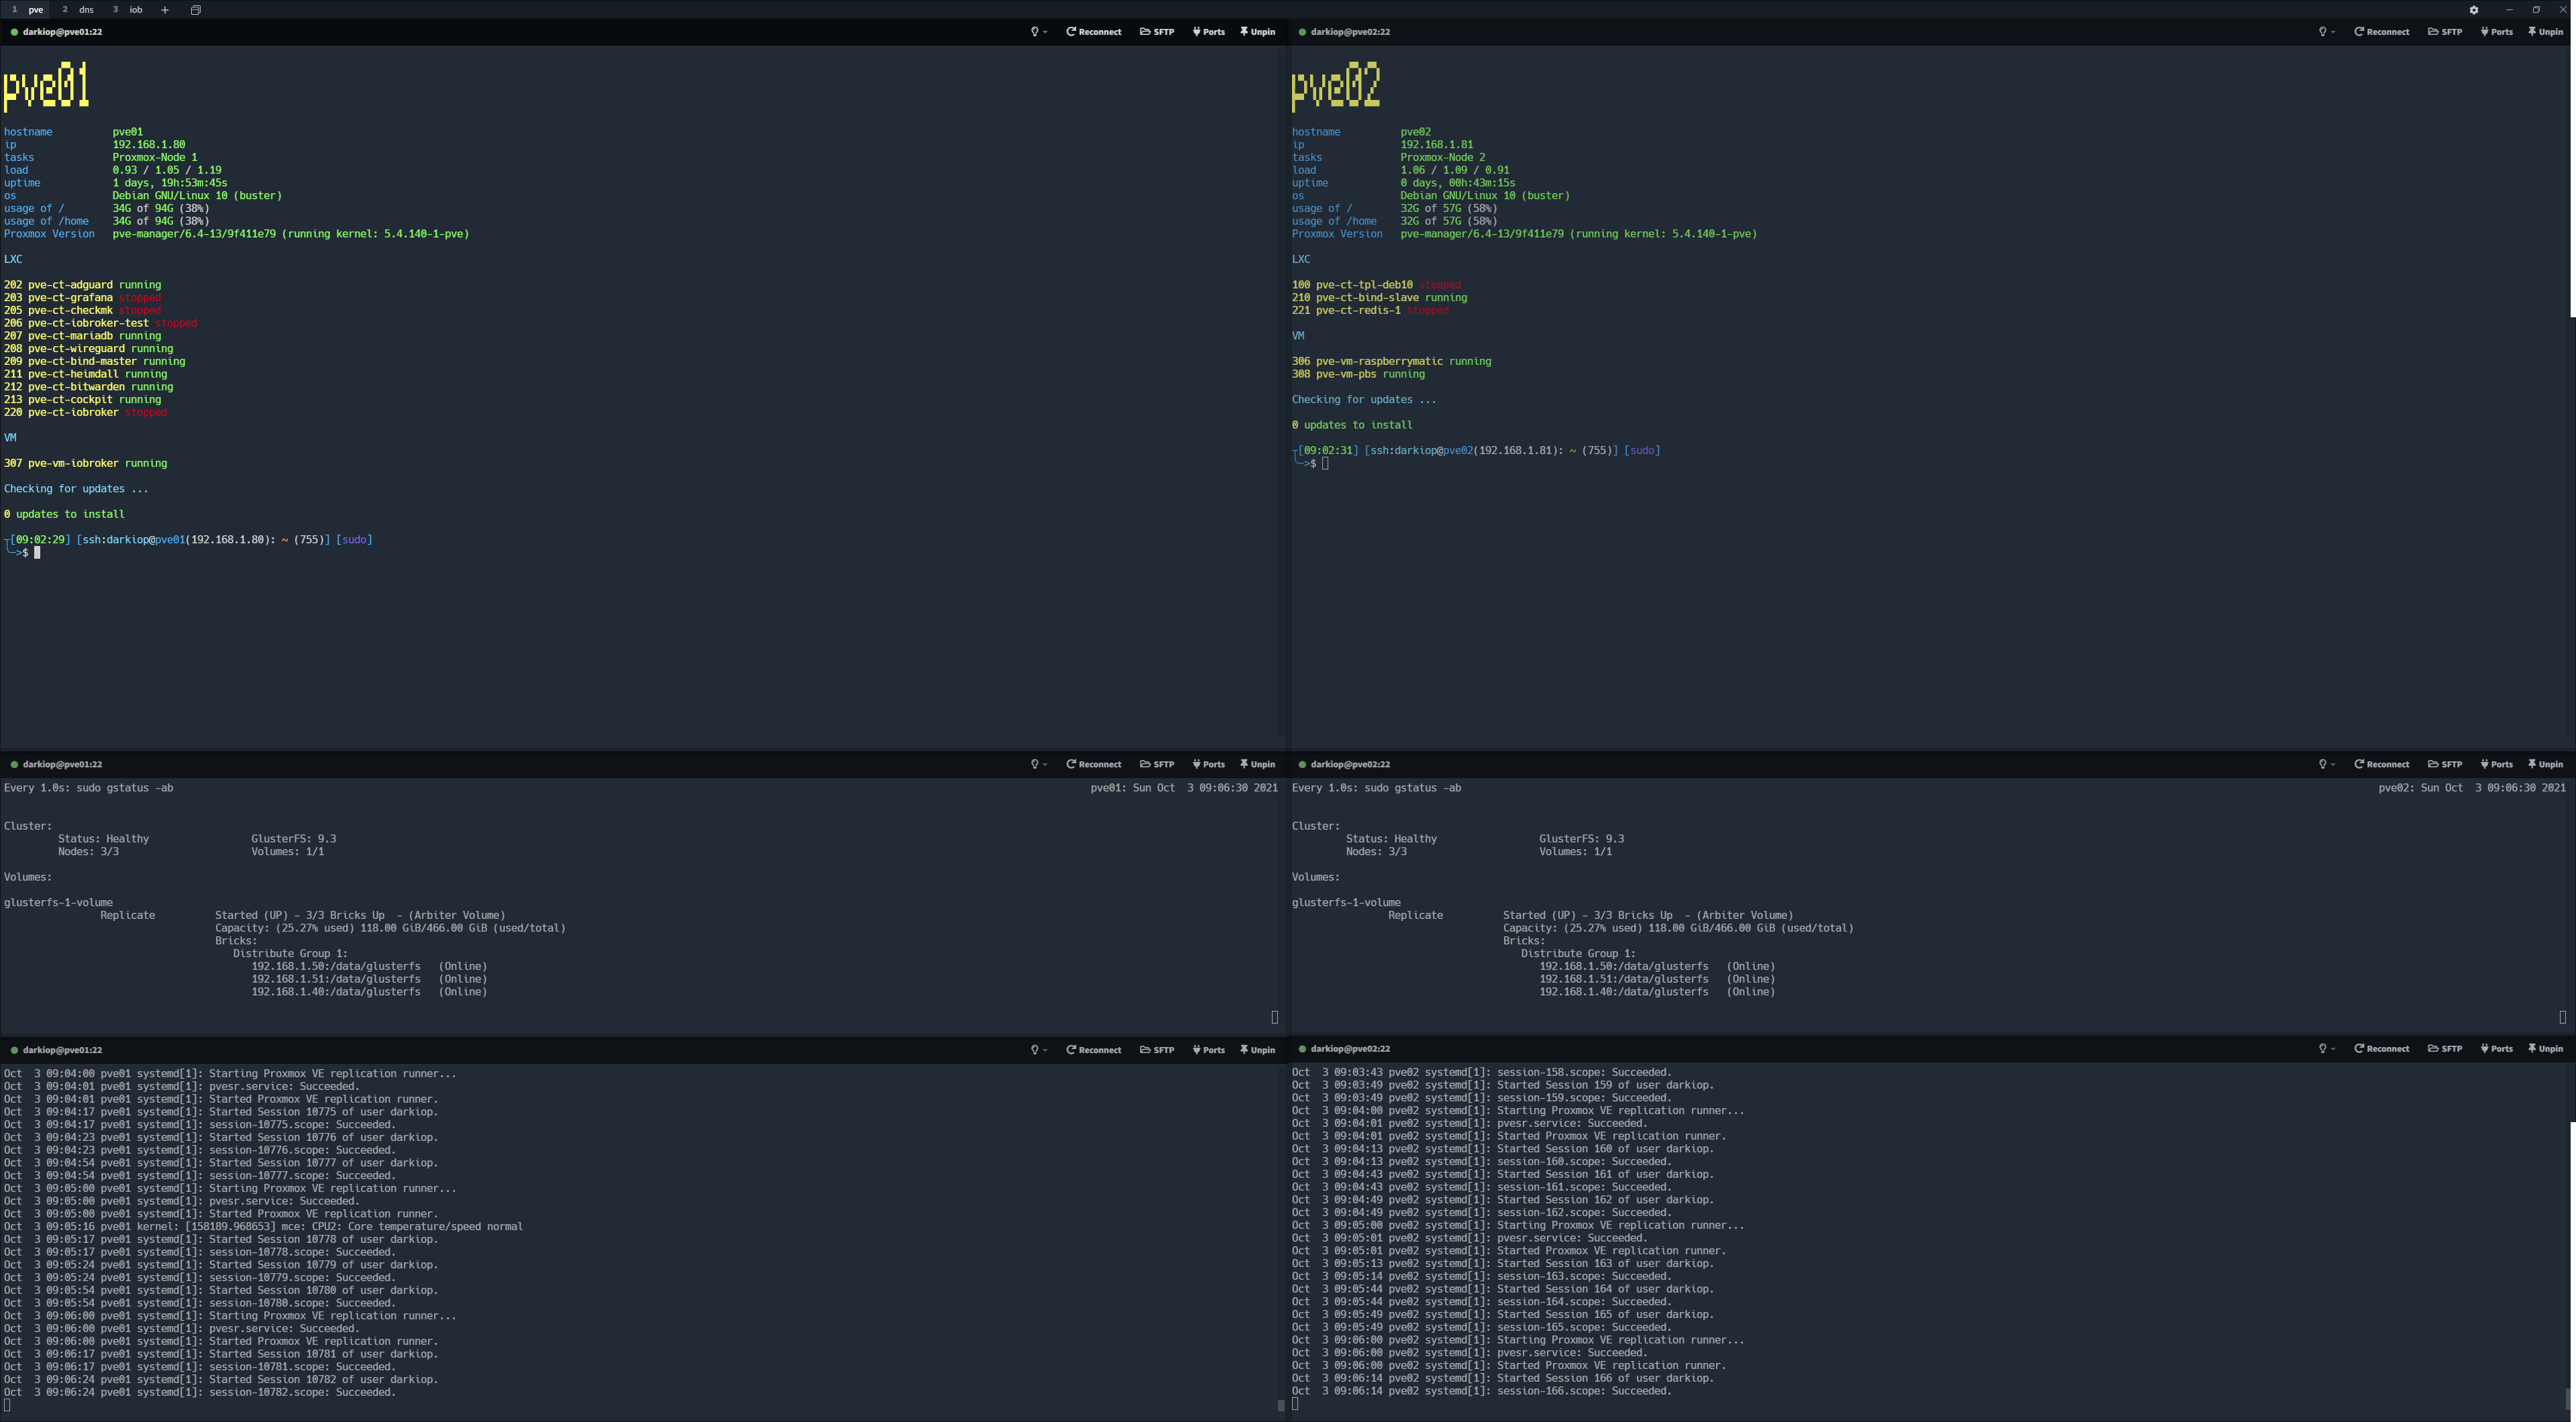 1 pve 2 dns 3 iob +
darkiop@pve01:22 Reconnect SFTP Ports Unpin
pve01
hostname pve01
ip 192.168.1.80
tasks Proxmox-Node 1
load 0.93 / 1.05 / 1.19
uptime 1 days, 19h:53m:45s
os Debian GNU/Linux 10 (buster)
usage of / 34G of 94G (38%)
usage of /home 34G of 94G (38%)
Proxmox Version pve-manager/6.4-13/9f411e79 (running kernel: 5.4.140-1-pve)
LXC
202 pve-ct-adguard running
203 pve-ct-grafana stopped
205 pve-ct-checkmk stopped
206 pve-ct-iobroker-test stopped
207 pve-ct-mariadb running
208 pve-ct-wireguard running
209 pve-ct-bind-master running
211 pve-ct-heimdall running
212 pve-ct-bitwarden running
213 pve-ct-cockpit running
220 pve-ct-iobroker stopped
VM
307 pve-vm-iobroker running
Checking for updates ...
0 updates to install
┬[09:02:29] [ssh:darkiop@pve01(192.168.1.80): ~ (755)] [sudo]
╰─>$
darkiop@pve02:22 Reconnect SFTP Ports Unpin
pve02
hostname pve02
ip 192.168.1.81
tasks Proxmox-Node 2
load 1.06 / 1.09 / 0.91
uptime 0 days, 00h:43m:15s
os Debian GNU/Linux 10 (buster)
usage of / 32G of 57G (58%)
usage of /home 32G of 57G (58%)
Proxmox Version pve-manager/6.4-13/9f411e79 (running kernel: 5.4.140-1-pve)
LXC
100 pve-ct-tpl-deb10 stopped
210 pve-ct-bind-slave running
221 pve-ct-redis-1 stopped
VM
306 pve-vm-raspberrymatic running
308 pve-vm-pbs running
Checking for updates ...
0 updates to install
┬[09:02:31] [ssh:darkiop@pve02(192.168.1.81): ~ (755)] [sudo]
╰─>$
darkiop@pve01:22 Reconnect SFTP Ports Unpin
Every 1.0s: sudo gstatus -ab pve01: Sun Oct  3 09:06:30 2021
Cluster:
Status: Healthy GlusterFS: 9.3
Nodes: 3/3 Volumes: 1/1
Volumes:
glusterfs-1-volume
Replicate Started (UP) - 3/3 Bricks Up  - (Arbiter Volume)
Capacity: (25.27% used) 118.00 GiB/466.00 GiB (used/total)
Bricks:
Distribute Group 1:
192.168.1.50:/data/glusterfs (Online)
192.168.1.51:/data/glusterfs (Online)
192.168.1.40:/data/glusterfs (Online)
darkiop@pve02:22 Reconnect SFTP Ports Unpin
Every 1.0s: sudo gstatus -ab pve02: Sun Oct  3 09:06:30 2021
Cluster:
Status: Healthy GlusterFS: 9.3
Nodes: 3/3 Volumes: 1/1
Volumes:
glusterfs-1-volume
Replicate Started (UP) - 3/3 Bricks Up  - (Arbiter Volume)
Capacity: (25.27% used) 118.00 GiB/466.00 GiB (used/total)
Bricks:
Distribute Group 1:
192.168.1.50:/data/glusterfs (Online)
192.168.1.51:/data/glusterfs (Online)
192.168.1.40:/data/glusterfs (Online)
darkiop@pve01:22 Reconnect SFTP Ports Unpin
Oct  3 09:04:00 pve01 systemd[1]: Starting Proxmox VE replication runner...
Oct  3 09:04:01 pve01 systemd[1]: pvesr.service: Succeeded.
Oct  3 09:04:01 pve01 systemd[1]: Started Proxmox VE replication runner.
Oct  3 09:04:17 pve01 systemd[1]: Started Session 10775 of user darkiop.
Oct  3 09:04:17 pve01 systemd[1]: session-10775.scope: Succeeded.
Oct  3 09:04:23 pve01 systemd[1]: Started Session 10776 of user darkiop.
Oct  3 09:04:23 pve01 systemd[1]: session-10776.scope: Succeeded.
Oct  3 09:04:54 pve01 systemd[1]: Started Session 10777 of user darkiop.
Oct  3 09:04:54 pve01 systemd[1]: session-10777.scope: Succeeded.
Oct  3 09:05:00 pve01 systemd[1]: Starting Proxmox VE replication runner...
Oct  3 09:05:00 pve01 systemd[1]: pvesr.service: Succeeded.
Oct  3 09:05:00 pve01 systemd[1]: Started Proxmox VE replication runner.
Oct  3 09:05:16 pve01 kernel: [158189.968653] mce: CPU2: Core temperature/speed normal
Oct  3 09:05:17 pve01 systemd[1]: Started Session 10778 of user darkiop.
Oct  3 09:05:17 pve01 systemd[1]: session-10778.scope: Succeeded.
Oct  3 09:05:24 pve01 systemd[1]: Started Session 10779 of user darkiop.
Oct  3 09:05:24 pve01 systemd[1]: session-10779.scope: Succeeded.
Oct  3 09:05:54 pve01 systemd[1]: Started Session 10780 of user darkiop.
Oct  3 09:05:54 pve01 systemd[1]: session-10780.scope: Succeeded.
Oct  3 09:06:00 pve01 systemd[1]: Starting Proxmox VE replication runner...
Oct  3 09:06:00 pve01 systemd[1]: pvesr.service: Succeeded.
Oct  3 09:06:00 pve01 systemd[1]: Started Proxmox VE replication runner.
Oct  3 09:06:17 pve01 systemd[1]: Started Session 10781 of user darkiop.
Oct  3 09:06:17 pve01 systemd[1]: session-10781.scope: Succeeded.
Oct  3 09:06:24 pve01 systemd[1]: Started Session 10782 of user darkiop.
Oct  3 09:06:24 pve01 systemd[1]: session-10782.scope: Succeeded.
darkiop@pve02:22 Reconnect SFTP Ports Unpin
Oct  3 09:03:43 pve02 systemd[1]: session-158.scope: Succeeded.
Oct  3 09:03:49 pve02 systemd[1]: Started Session 159 of user darkiop.
Oct  3 09:03:49 pve02 systemd[1]: session-159.scope: Succeeded.
Oct  3 09:04:00 pve02 systemd[1]: Starting Proxmox VE replication runner...
Oct  3 09:04:01 pve02 systemd[1]: pvesr.service: Succeeded.
Oct  3 09:04:01 pve02 systemd[1]: Started Proxmox VE replication runner.
Oct  3 09:04:13 pve02 systemd[1]: Started Session 160 of user darkiop.
Oct  3 09:04:13 pve02 systemd[1]: session-160.scope: Succeeded.
Oct  3 09:04:43 pve02 systemd[1]: Started Session 161 of user darkiop.
Oct  3 09:04:43 pve02 systemd[1]: session-161.scope: Succeeded.
Oct  3 09:04:49 pve02 systemd[1]: Started Session 162 of user darkiop.
Oct  3 09:04:49 pve02 systemd[1]: session-162.scope: Succeeded.
Oct  3 09:05:00 pve02 systemd[1]: Starting Proxmox VE replication runner...
Oct  3 09:05:01 pve02 systemd[1]: pvesr.service: Succeeded.
Oct  3 09:05:01 pve02 systemd[1]: Started Proxmox VE replication runner.
Oct  3 09:05:13 pve02 systemd[1]: Started Session 163 of user darkiop.
Oct  3 09:05:14 pve02 systemd[1]: session-163.scope: Succeeded.
Oct  3 09:05:44 pve02 systemd[1]: Started Session 164 of user darkiop.
Oct  3 09:05:44 pve02 systemd[1]: session-164.scope: Succeeded.
Oct  3 09:05:49 pve02 systemd[1]: Started Session 165 of user darkiop.
Oct  3 09:05:49 pve02 systemd[1]: session-165.scope: Succeeded.
Oct  3 09:06:00 pve02 systemd[1]: Starting Proxmox VE replication runner...
Oct  3 09:06:00 pve02 systemd[1]: pvesr.service: Succeeded.
Oct  3 09:06:00 pve02 systemd[1]: Started Proxmox VE replication runner.
Oct  3 09:06:14 pve02 systemd[1]: Started Session 166 of user darkiop.
Oct  3 09:06:14 pve02 systemd[1]: session-166.scope: Succeeded.